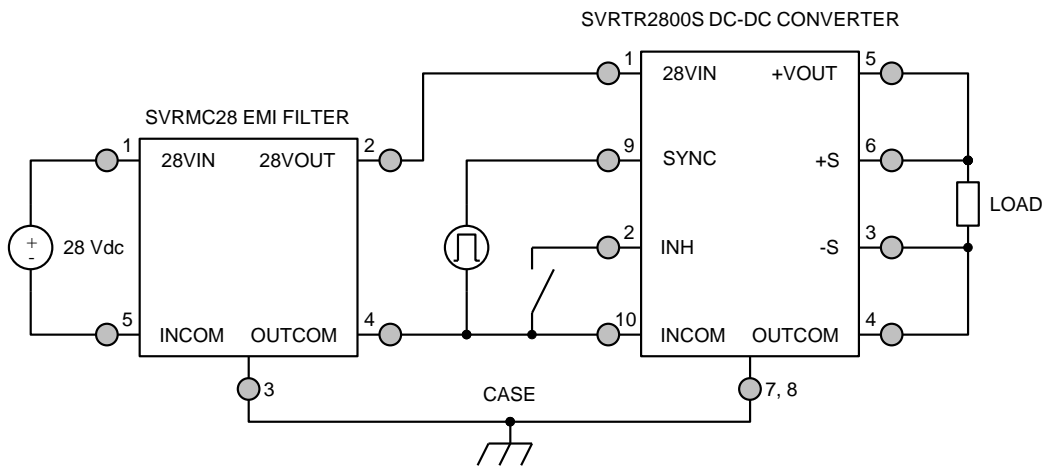 SVRTR2800S DC-DC CONVERTER
SVRMC28 EMI FILTER
1 28VIN +VOUT 5
1 28VIN 28VOUT 2
9 SYNC +S 6
+
-
28 Vdc
2 INH -S 3
LOAD
5 INCOM OUTCOM 4
10 INCOM OUTCOM 4
3
CASE
7, 8